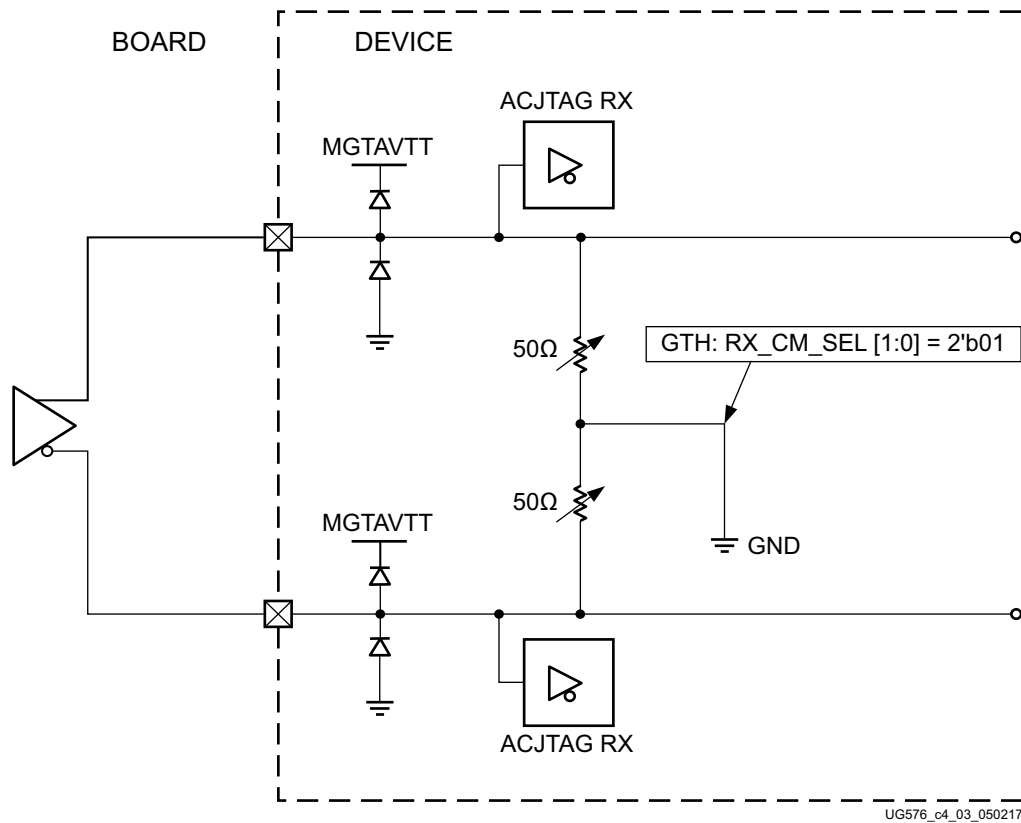 BOARD
DEVICE
ACJTAG RX
MGTAVTT
50Ω
GTH: RX_CM_SEL [1:0] = 2'b01
50Ω
MGTAVTT
GND
ACJTAG RX
UG576_c4_03_050217